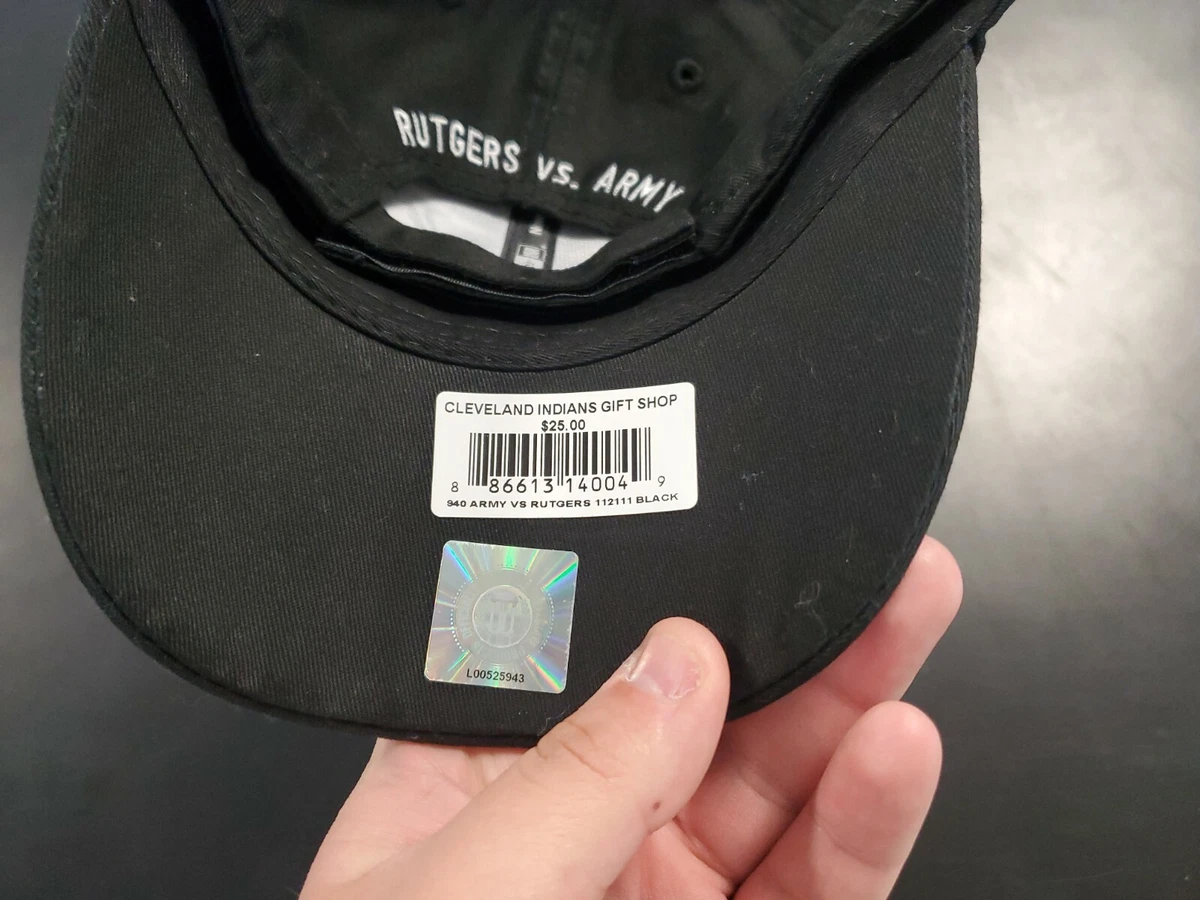 RUTGERS VS. ARMY
CLEVELAND INDIANS GIFT SHOP
$25.00
8 86613 14004 9
940 ARMY VS RUTGERS 112111 BLACK
L00525943